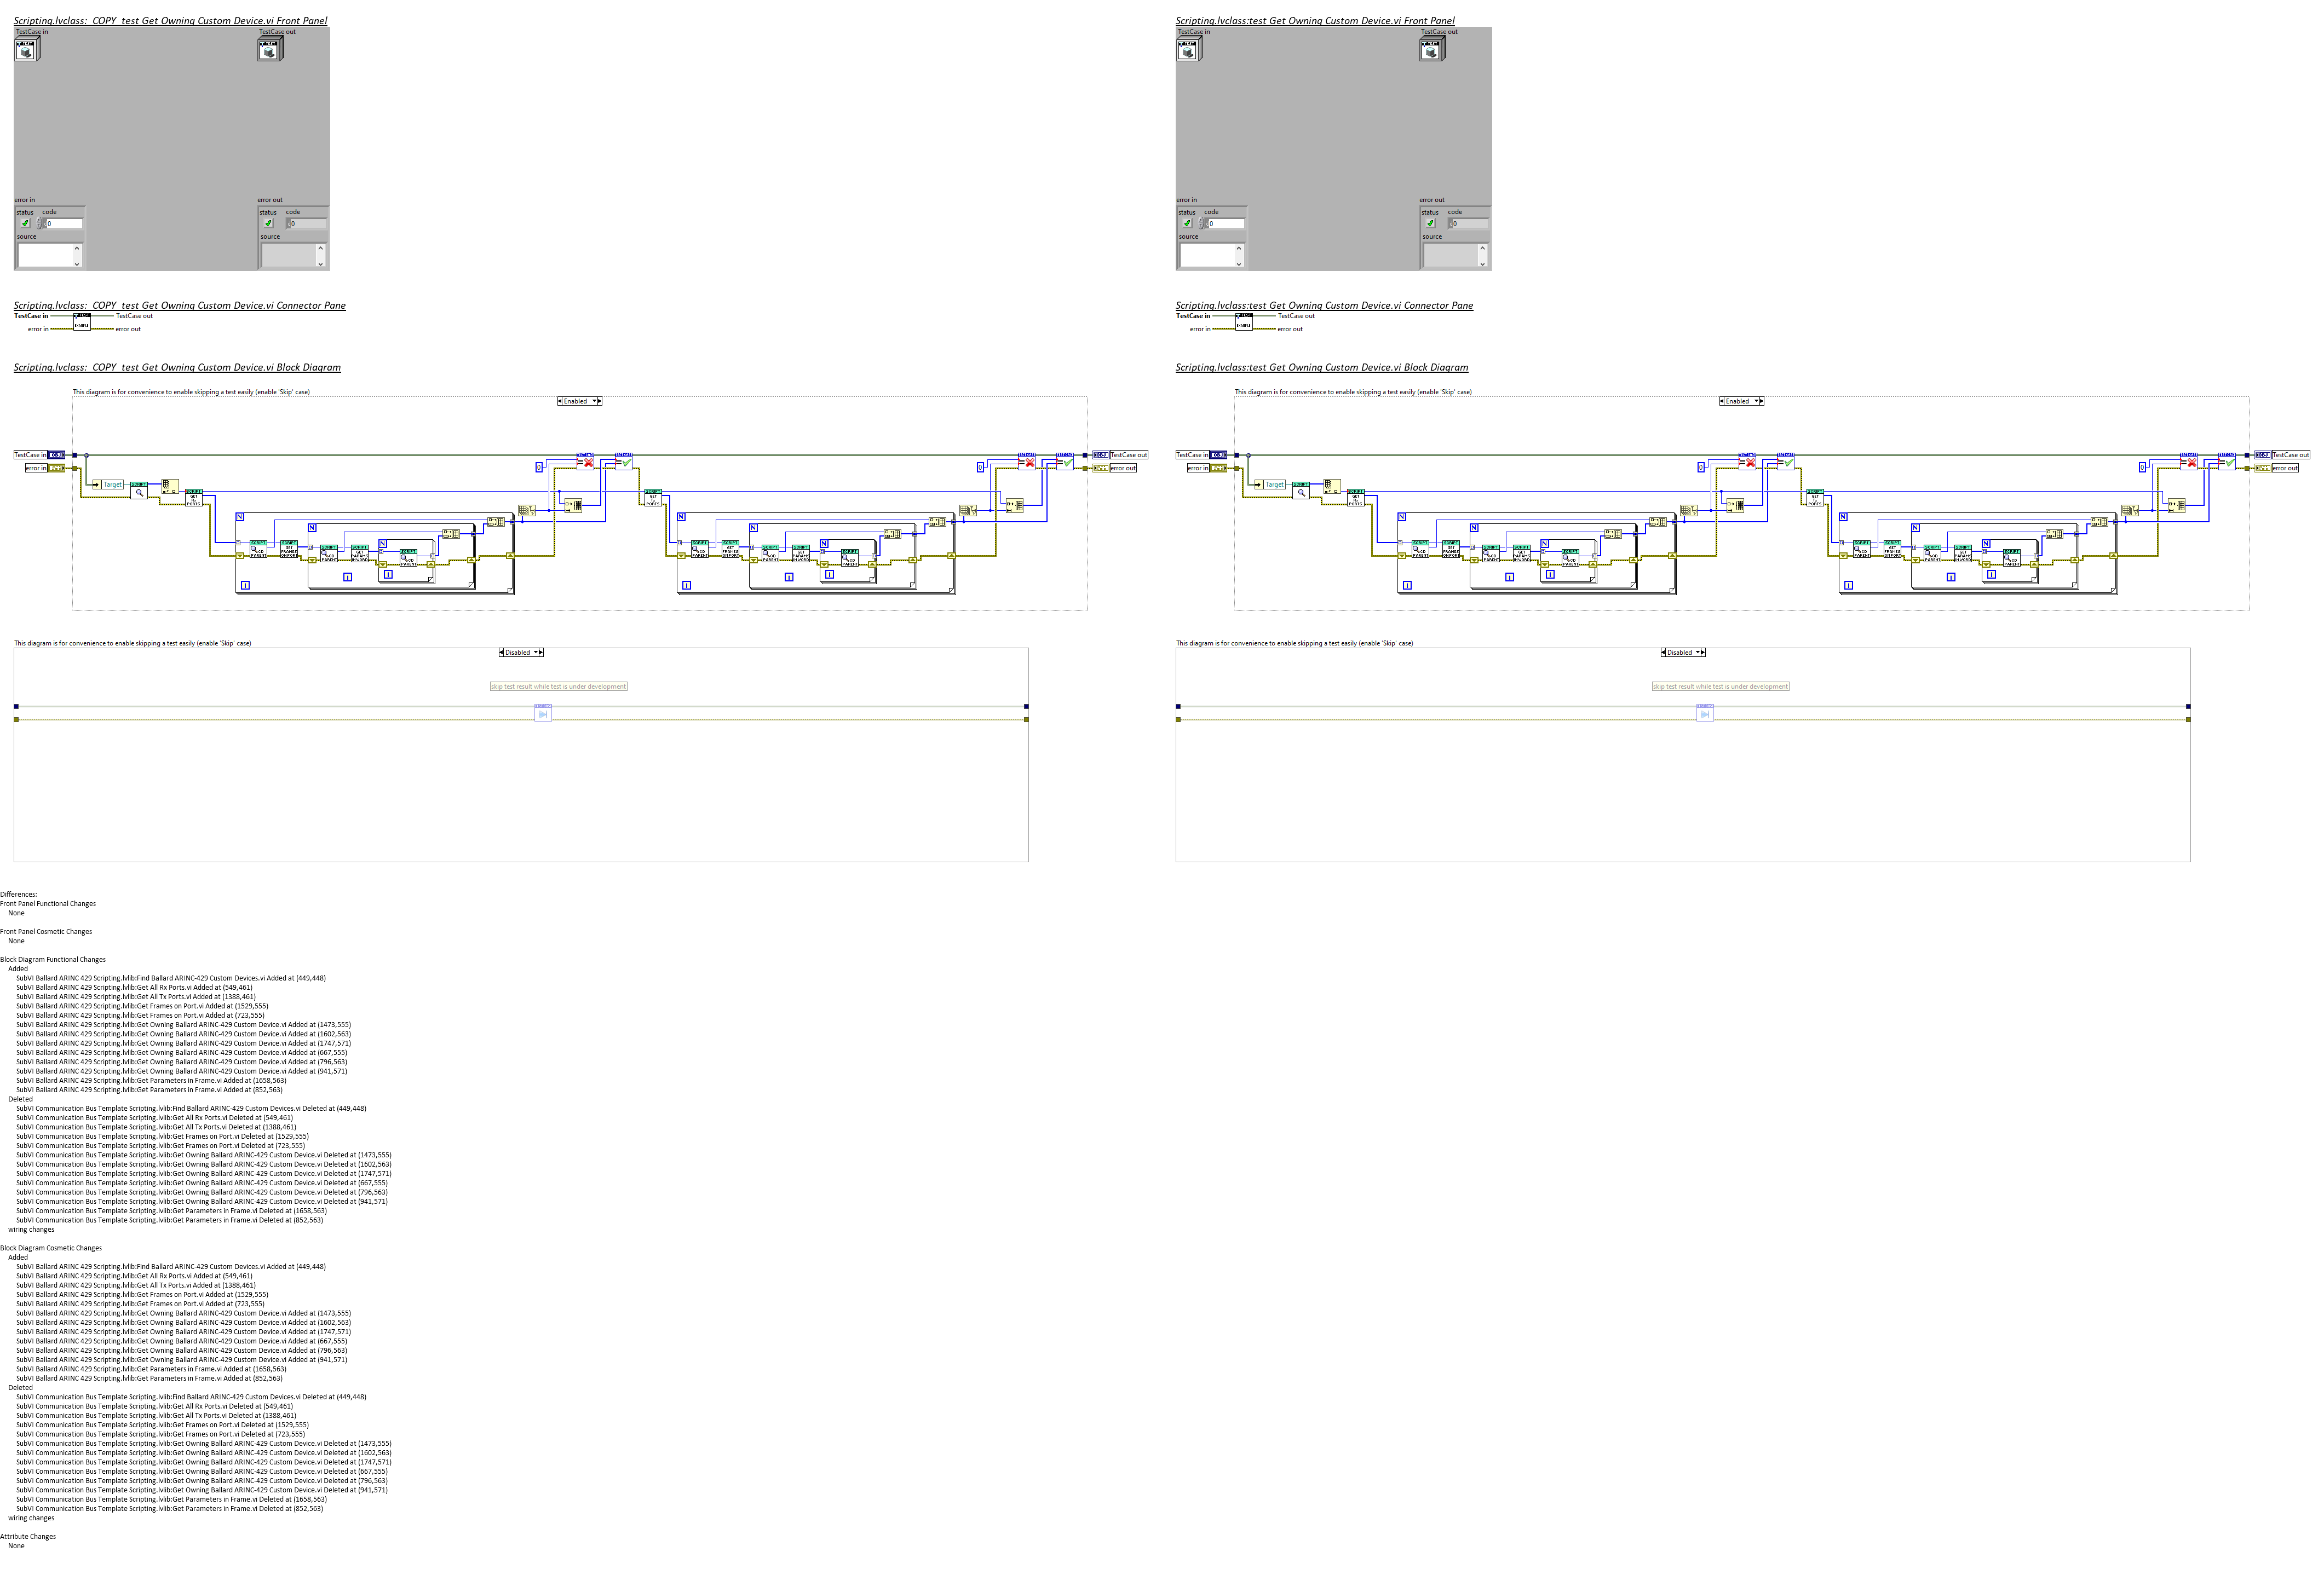 Scripting.lvclass:_COPY_test Get Owning Custom Device.vi Front Panel
TestCase in
TestCase out
error in
error out
status code
0
source
status code
0
source
Scripting.lvclass:_COPY_test Get Owning Custom Device.vi Connector Pane
TestCase in
TestCase out
error in
error out
Scripting.lvclass:_COPY_test Get Owning Custom Device.vi Block Diagram
This diagram is for convenience to enable skipping a test easily (enable 'Skip' case)
Enabled
TestCase in
TestCase out
error in
error out
Target
This diagram is for convenience to enable skipping a test easily (enable 'Skip' case)
Disabled
skip test result while test is under development
Scripting.lvclass:test Get Owning Custom Device.vi Front Panel
TestCase in
TestCase out
error in
error out
status code
0
source
status code
0
source
Scripting.lvclass:test Get Owning Custom Device.vi Connector Pane
TestCase in
TestCase out
error in
error out
Scripting.lvclass:test Get Owning Custom Device.vi Block Diagram
This diagram is for convenience to enable skipping a test easily (enable 'Skip' case)
Enabled
TestCase in
TestCase out
error in
error out
Target
This diagram is for convenience to enable skipping a test easily (enable 'Skip' case)
Disabled
skip test result while test is under development
Differences:
Front Panel Functional Changes
None
Front Panel Cosmetic Changes
None
Block Diagram Functional Changes
Added
SubVI Ballard ARINC 429 Scripting.lvlib:Find Ballard ARINC-429 Custom Devices.vi Added at (449,448)
SubVI Ballard ARINC 429 Scripting.lvlib:Get All Rx Ports.vi Added at (549,461)
SubVI Ballard ARINC 429 Scripting.lvlib:Get All Tx Ports.vi Added at (1388,461)
SubVI Ballard ARINC 429 Scripting.lvlib:Get Frames on Port.vi Added at (1529,555)
SubVI Ballard ARINC 429 Scripting.lvlib:Get Frames on Port.vi Added at (723,555)
SubVI Ballard ARINC 429 Scripting.lvlib:Get Owning Ballard ARINC-429 Custom Device.vi Added at (1473,555)
SubVI Ballard ARINC 429 Scripting.lvlib:Get Owning Ballard ARINC-429 Custom Device.vi Added at (1602,563)
SubVI Ballard ARINC 429 Scripting.lvlib:Get Owning Ballard ARINC-429 Custom Device.vi Added at (1747,571)
SubVI Ballard ARINC 429 Scripting.lvlib:Get Owning Ballard ARINC-429 Custom Device.vi Added at (667,555)
SubVI Ballard ARINC 429 Scripting.lvlib:Get Owning Ballard ARINC-429 Custom Device.vi Added at (796,563)
SubVI Ballard ARINC 429 Scripting.lvlib:Get Owning Ballard ARINC-429 Custom Device.vi Added at (941,571)
SubVI Ballard ARINC 429 Scripting.lvlib:Get Parameters in Frame.vi Added at (1658,563)
SubVI Ballard ARINC 429 Scripting.lvlib:Get Parameters in Frame.vi Added at (852,563)
Deleted
SubVI Communication Bus Template Scripting.lvlib:Find Ballard ARINC-429 Custom Devices.vi Deleted at (449,448)
SubVI Communication Bus Template Scripting.lvlib:Get All Rx Ports.vi Deleted at (549,461)
SubVI Communication Bus Template Scripting.lvlib:Get All Tx Ports.vi Deleted at (1388,461)
SubVI Communication Bus Template Scripting.lvlib:Get Frames on Port.vi Deleted at (1529,555)
SubVI Communication Bus Template Scripting.lvlib:Get Frames on Port.vi Deleted at (723,555)
SubVI Communication Bus Template Scripting.lvlib:Get Owning Ballard ARINC-429 Custom Device.vi Deleted at (1473,555)
SubVI Communication Bus Template Scripting.lvlib:Get Owning Ballard ARINC-429 Custom Device.vi Deleted at (1602,563)
SubVI Communication Bus Template Scripting.lvlib:Get Owning Ballard ARINC-429 Custom Device.vi Deleted at (1747,571)
SubVI Communication Bus Template Scripting.lvlib:Get Owning Ballard ARINC-429 Custom Device.vi Deleted at (667,555)
SubVI Communication Bus Template Scripting.lvlib:Get Owning Ballard ARINC-429 Custom Device.vi Deleted at (796,563)
SubVI Communication Bus Template Scripting.lvlib:Get Owning Ballard ARINC-429 Custom Device.vi Deleted at (941,571)
SubVI Communication Bus Template Scripting.lvlib:Get Parameters in Frame.vi Deleted at (1658,563)
SubVI Communication Bus Template Scripting.lvlib:Get Parameters in Frame.vi Deleted at (852,563)
wiring changes
Block Diagram Cosmetic Changes
Added
SubVI Ballard ARINC 429 Scripting.lvlib:Find Ballard ARINC-429 Custom Devices.vi Added at (449,448)
SubVI Ballard ARINC 429 Scripting.lvlib:Get All Rx Ports.vi Added at (549,461)
SubVI Ballard ARINC 429 Scripting.lvlib:Get All Tx Ports.vi Added at (1388,461)
SubVI Ballard ARINC 429 Scripting.lvlib:Get Frames on Port.vi Added at (1529,555)
SubVI Ballard ARINC 429 Scripting.lvlib:Get Frames on Port.vi Added at (723,555)
SubVI Ballard ARINC 429 Scripting.lvlib:Get Owning Ballard ARINC-429 Custom Device.vi Added at (1473,555)
SubVI Ballard ARINC 429 Scripting.lvlib:Get Owning Ballard ARINC-429 Custom Device.vi Added at (1602,563)
SubVI Ballard ARINC 429 Scripting.lvlib:Get Owning Ballard ARINC-429 Custom Device.vi Added at (1747,571)
SubVI Ballard ARINC 429 Scripting.lvlib:Get Owning Ballard ARINC-429 Custom Device.vi Added at (667,555)
SubVI Ballard ARINC 429 Scripting.lvlib:Get Owning Ballard ARINC-429 Custom Device.vi Added at (796,563)
SubVI Ballard ARINC 429 Scripting.lvlib:Get Owning Ballard ARINC-429 Custom Device.vi Added at (941,571)
SubVI Ballard ARINC 429 Scripting.lvlib:Get Parameters in Frame.vi Added at (1658,563)
SubVI Ballard ARINC 429 Scripting.lvlib:Get Parameters in Frame.vi Added at (852,563)
Deleted
SubVI Communication Bus Template Scripting.lvlib:Find Ballard ARINC-429 Custom Devices.vi Deleted at (449,448)
SubVI Communication Bus Template Scripting.lvlib:Get All Rx Ports.vi Deleted at (549,461)
SubVI Communication Bus Template Scripting.lvlib:Get All Tx Ports.vi Deleted at (1388,461)
SubVI Communication Bus Template Scripting.lvlib:Get Frames on Port.vi Deleted at (1529,555)
SubVI Communication Bus Template Scripting.lvlib:Get Frames on Port.vi Deleted at (723,555)
SubVI Communication Bus Template Scripting.lvlib:Get Owning Ballard ARINC-429 Custom Device.vi Deleted at (1473,555)
SubVI Communication Bus Template Scripting.lvlib:Get Owning Ballard ARINC-429 Custom Device.vi Deleted at (1602,563)
SubVI Communication Bus Template Scripting.lvlib:Get Owning Ballard ARINC-429 Custom Device.vi Deleted at (1747,571)
SubVI Communication Bus Template Scripting.lvlib:Get Owning Ballard ARINC-429 Custom Device.vi Deleted at (667,555)
SubVI Communication Bus Template Scripting.lvlib:Get Owning Ballard ARINC-429 Custom Device.vi Deleted at (796,563)
SubVI Communication Bus Template Scripting.lvlib:Get Owning Ballard ARINC-429 Custom Device.vi Deleted at (941,571)
SubVI Communication Bus Template Scripting.lvlib:Get Parameters in Frame.vi Deleted at (1658,563)
SubVI Communication Bus Template Scripting.lvlib:Get Parameters in Frame.vi Deleted at (852,563)
wiring changes
Attribute Changes
None